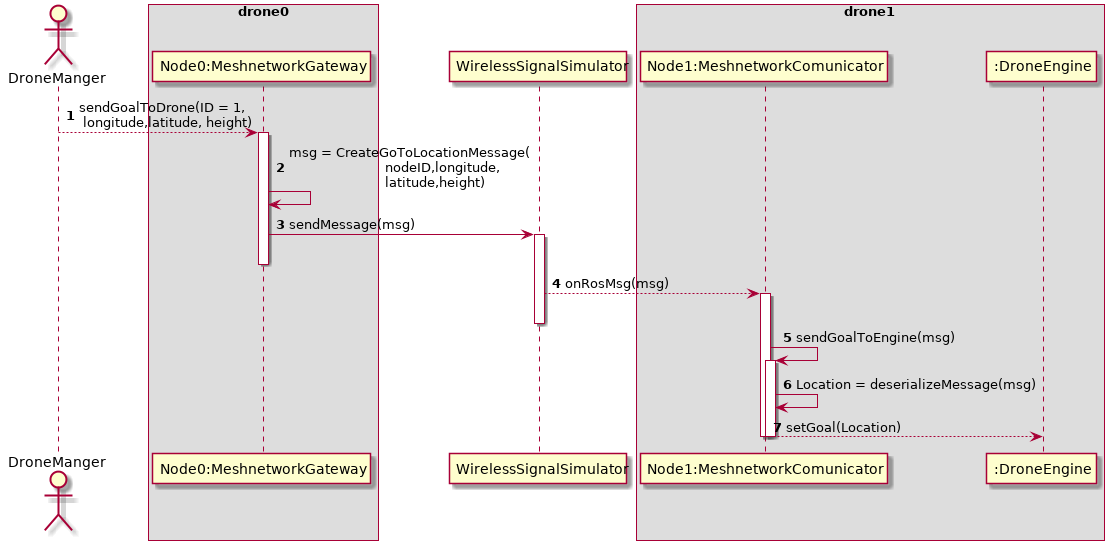 drone0
drone1
DroneManger
Node0:MeshnetworkGateway
WirelessSignalSimulator
Node1:MeshnetworkComunicator
:DroneEngine
1 sendGoalToDrone(ID = 1,
longitude,latitude, height)
2 msg = CreateGoToLocationMessage(
nodeID,longitude,
latitude,height)
3 sendMessage(msg)
4 onRosMsg(msg)
5 sendGoalToEngine(msg)
6 Location = deserializeMessage(msg)
7 setGoal(Location)
DroneManger
Node0:MeshnetworkGateway
WirelessSignalSimulator
Node1:MeshnetworkComunicator
:DroneEngine